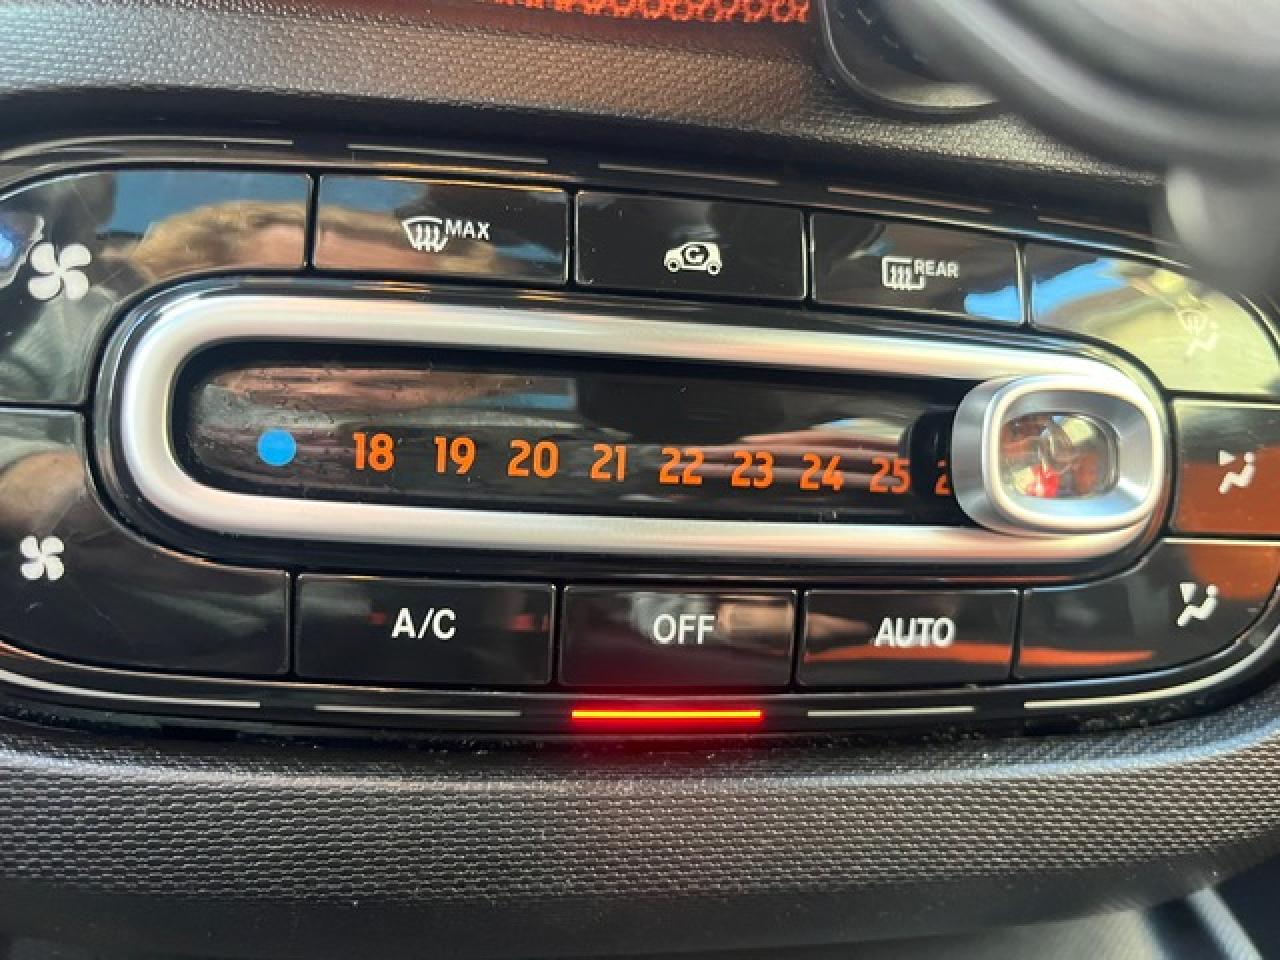 MAX
REAR
18 19 20 21 22 23 24 25
A/C OFF AUTO